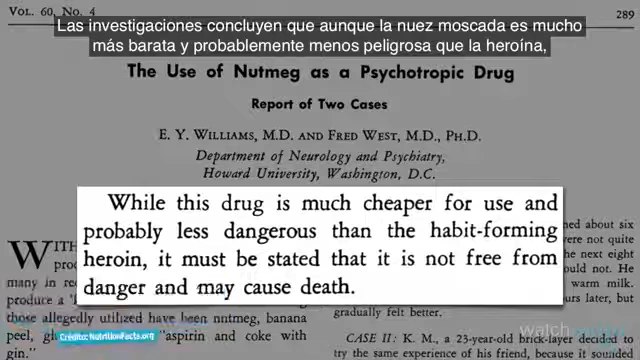 VOL. 60, No. 4
289
Las investigaciones concluyen que aunque la nuez moscada es mucho
más barata y probablemente menos peligrosa que la heroína,
The Use of Nutmeg as a Psychotropic Drug
Report of Two Cases
E. Y. WILLIAMS, M.D. AND FRED WEST, M.D., PH.D.
Department of Neurology and Psychiatry,
Howard University, Washington, D.C.
While this drug is much cheaper for use and
probably less dangerous than the habit-forming
heroin, it must be stated that it is not free from
danger and may cause death.
WITH
many in
produce a
those allegedly utilized have been nutmeg, banana
peel,
"aspirin and coke with
gin."
Crédito: NutritionFacts.org
about six
were not quite
the next eight
would not. He
warm milk.
later, but
gradually felt better.
watch
CASE II: K. M., a 23-year-old brick-layer decided to
try the same experience of his friend, because it sounded